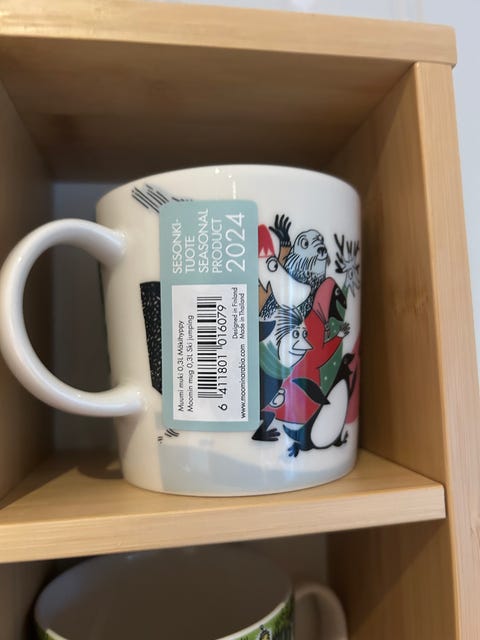 SESONKI-
TUOTE
SEASONAL
PRODUCT
2024
Muumi muki 0,3L Mäkihyppy
Moomin mug 0,3L Ski jumping
6 411801 016079
Designed in Finland
Made in Thailand
www.moominarabia.com